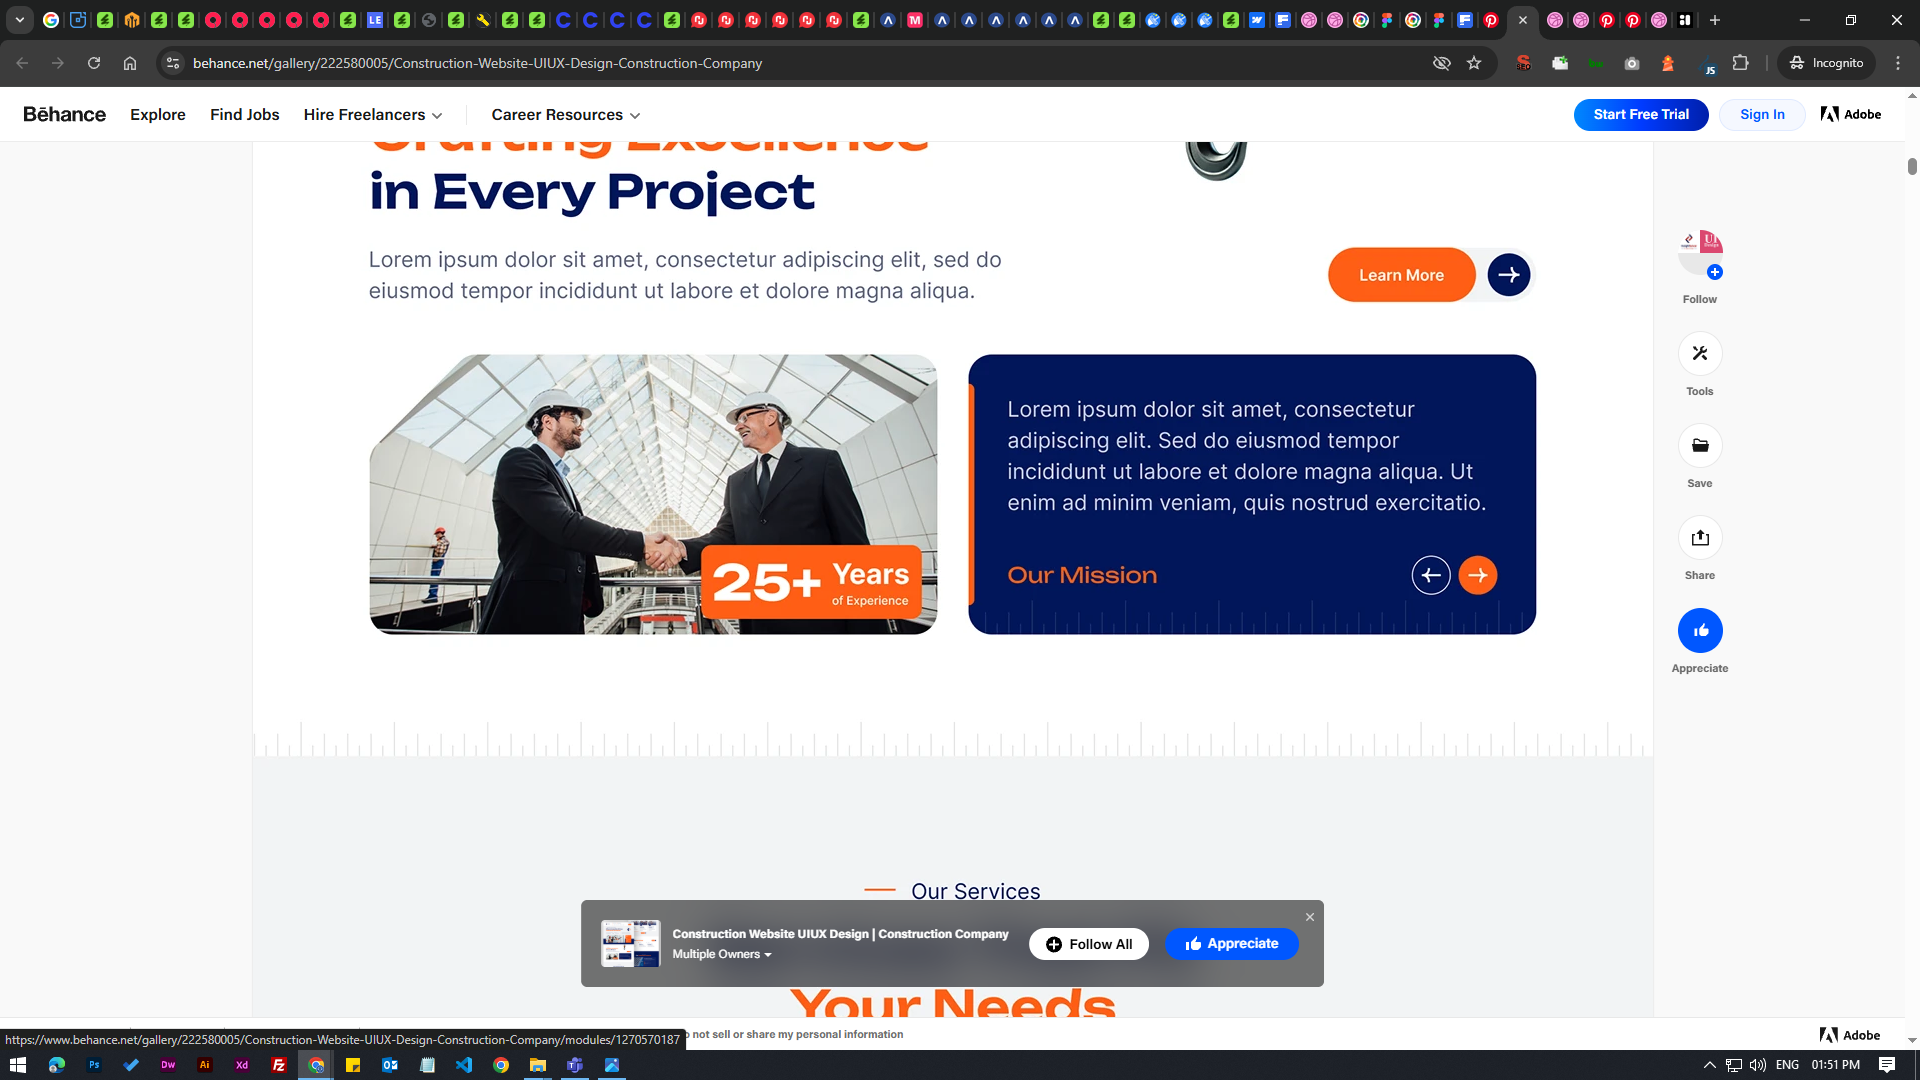 behance.net/gallery/222580005/Construction-Website-UIUX-Design-Construction-Company
Incognito
Bēhance
Explore
Find Jobs
Hire Freelancers
Career Resources
Start Free Trial
Sign In
Adobe
Crafting Excellence
in Every Project
Lorem ipsum dolor sit amet, consectetur adipiscing elit, sed do
eiusmod tempor incididunt ut labore et dolore magna aliqua.
Learn More
Follow
Tools
Save
Share
Appreciate
25+ Years
of Experience
Lorem ipsum dolor sit amet, consectetur
adipiscing elit. Sed do eiusmod tempor
incididunt ut labore et dolore magna aliqua. Ut
enim ad minim veniam, quis nostrud exercitatio.
Our Mission
Our Services
Construction Website UIUX Design | Construction Company
Multiple Owners
Follow All
Appreciate
Your Needs
not sell or share my personal information
Adobe
https://www.behance.net/gallery/222580005/Construction-Website-UIUX-Design-Construction-Company/modules/1270570187
ENG
01:51 PM